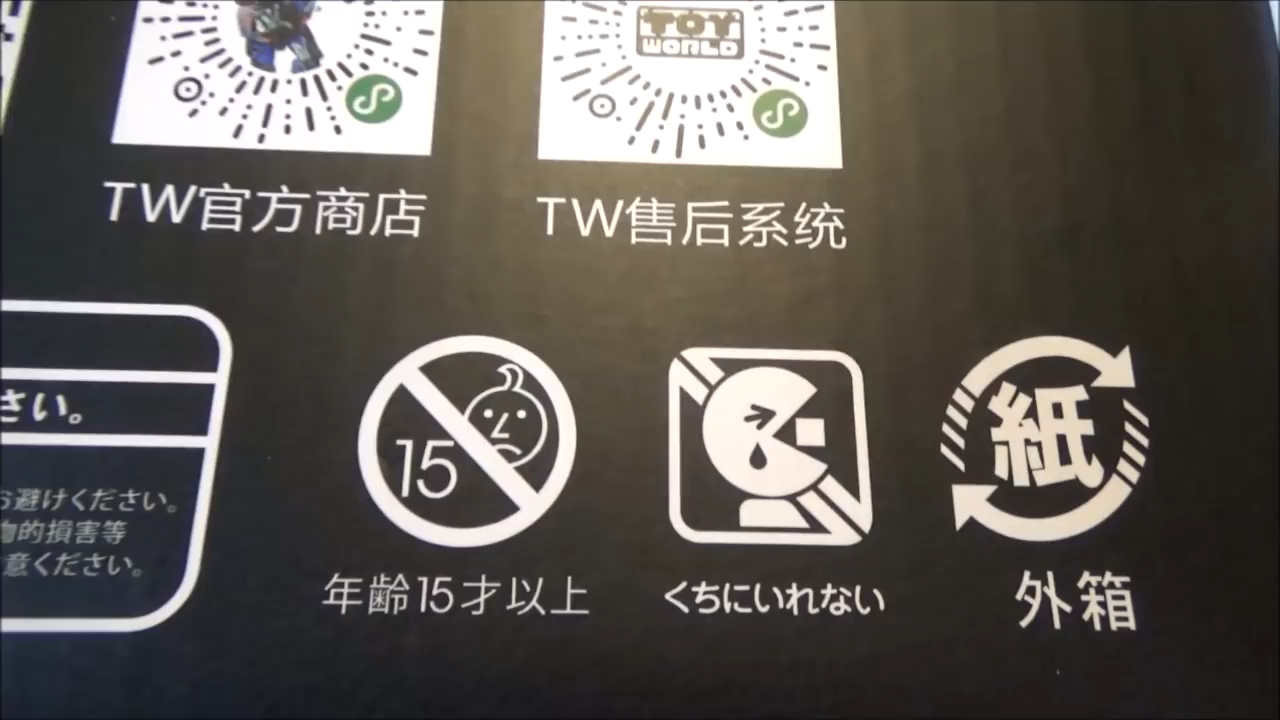 TOY
WORLD
TW官方商店
TW售后系统
さい。
お避けください。
物的損害等
意ください。
15
紙
年齢15才以上
くちにいれない
外箱